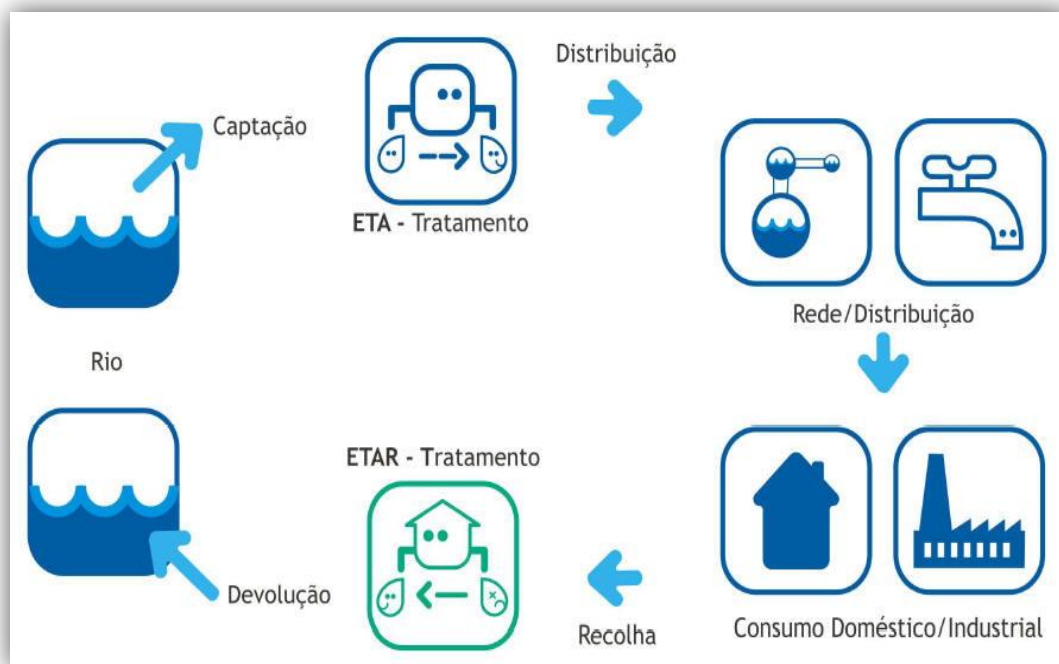 Distribuição
Captação
ETA - Tratamento
Rede/Distribuição
Rio
ETAR - Tratamento
Devolução
Recolha
Consumo Doméstico/Industrial